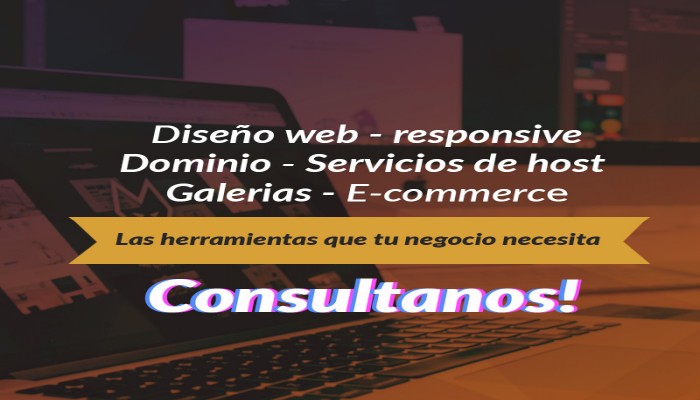 Diseño web - responsive
Dominio - Servicios de host
Galerias - E-commerce
Las herramientas que tu negocio necesita
Consultanos!